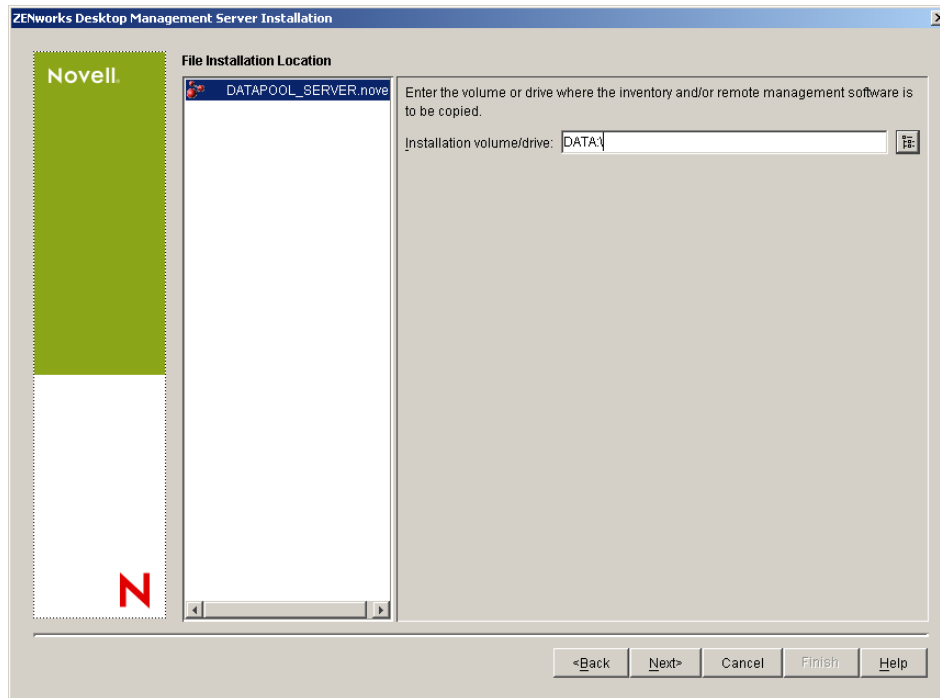 ZENworks Desktop Management Server Installation
Novell.
File Installation Location
DATAPOOL_SERVER.nove
Enter the volume or drive where the inventory and/or remote management software is
to be copied.
Installation volume/drive: DATA:\
N
<Back Next> Cancel Finish Help